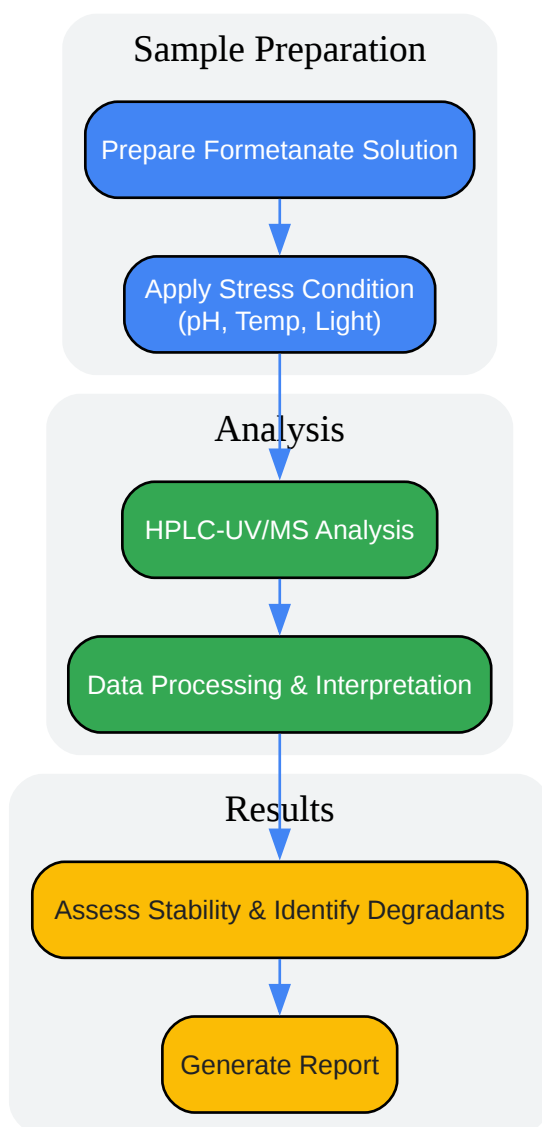 Sample Preparation
Prepare Formetanate Solution
Apply Stress Condition
(pH, Temp, Light)
Analysis
HPLC-UV/MS Analysis
Data Processing & Interpretation
Results
Assess Stability & Identify Degradants
Generate Report